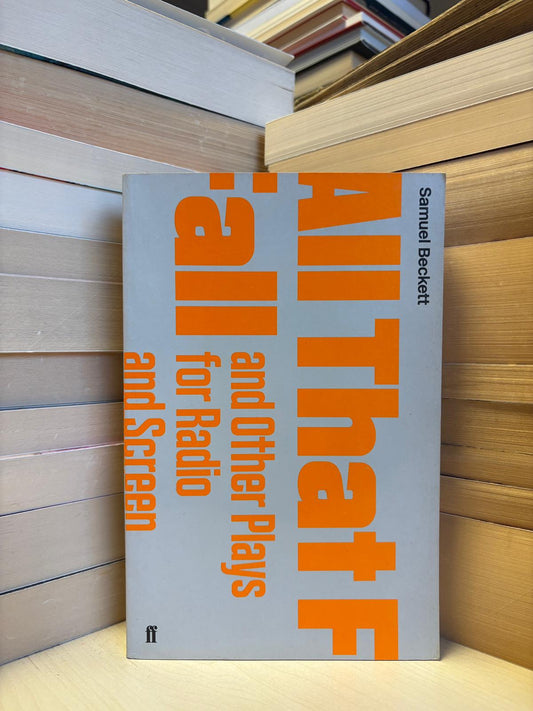 Samuel Beckett
All That F
all
and Other Plays
for Radio
and Screen
ff